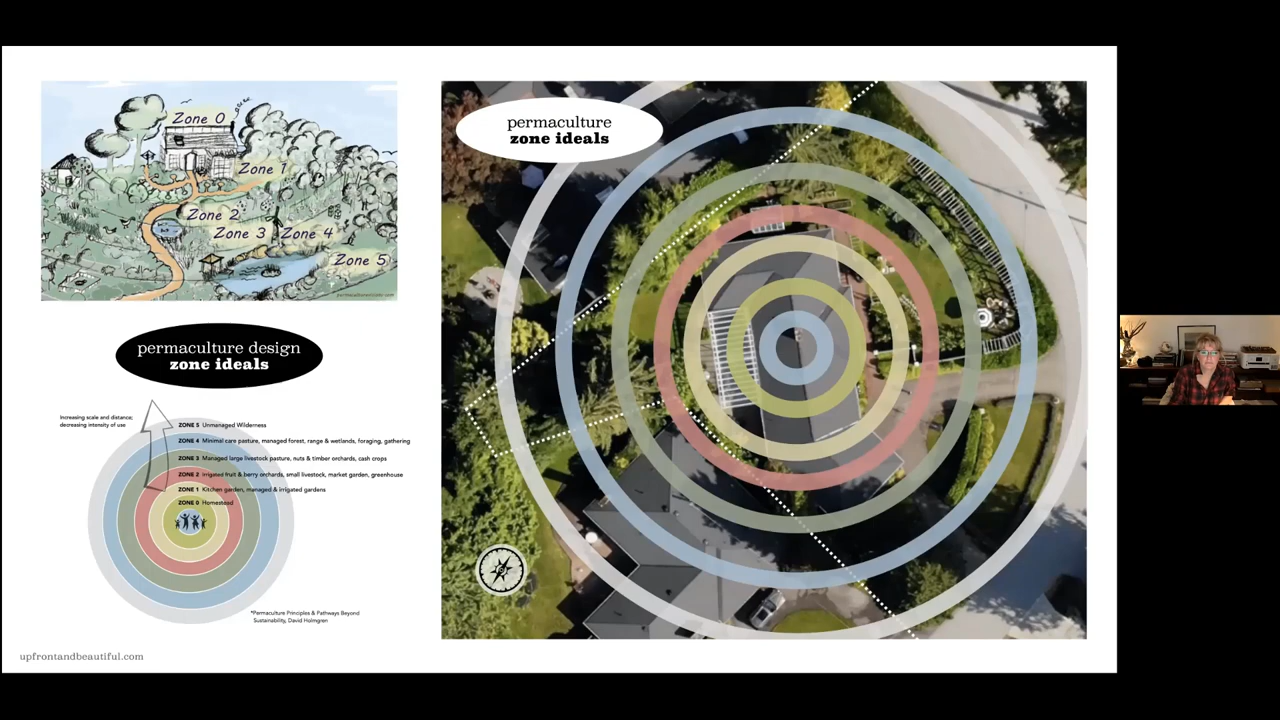 Zone 0
Zone 1
Zone 2
Zone 3
Zone 4
Zone 5
permaculture design
zone ideals
Increasing scale and distance;
decreasing intensity of use
ZONE 5 Unmanaged Wilderness
ZONE 4 Minimal care pasture, managed forest, range & wetlands, foraging, gathering
ZONE 3 Managed large livestock pasture, nuts & timber orchards, cash crops
ZONE 2 Irrigated fruit & berry orchards, small livestock, market garden, greenhouse
ZONE 1 Kitchen garden, managed & irrigated gardens
ZONE 0 Homestead
*Permaculture Principles & Pathways Beyond
Sustainability, David Holmgren
upfrontandbeautiful.com
permaculture
zone ideals